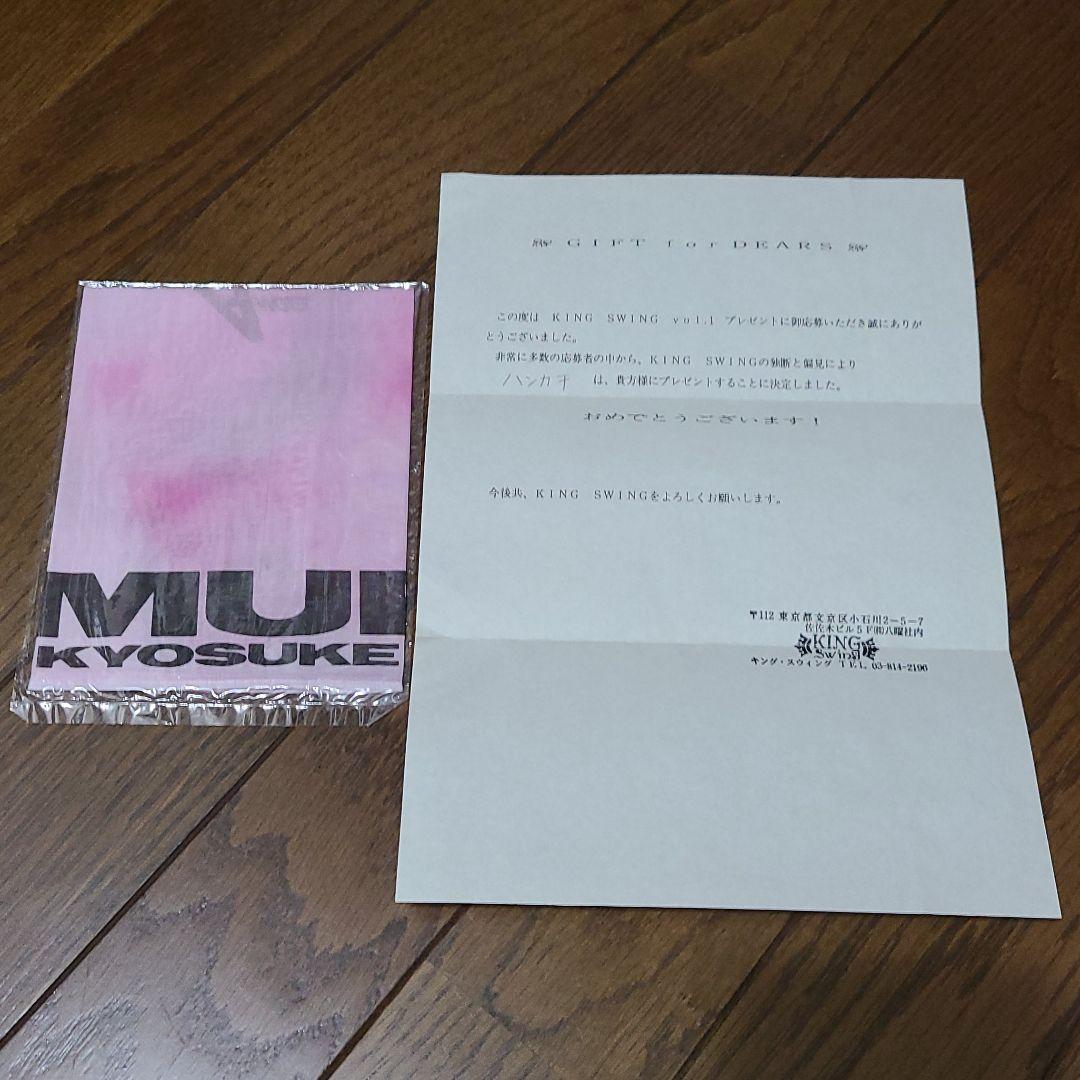 MUI
KYOSUKE
GIFT for DEARS
この度は KING SWING vol.1 プレゼントに御応募いただき誠にありが
とうございました。
非常に多数の応募者の中から、KING SWINGの独断と偏見により
ハンカチ は、貴方様にプレゼントすることに決定しました。
おめでとうございます!
今後共、KING SWINGをよろしくお願いします。
〒112 東京都文京区小石川2-5-7
佐佐木ビル5F㈱八曜社内
KING
SWING
キング・スウィング TEL 03-814-2196